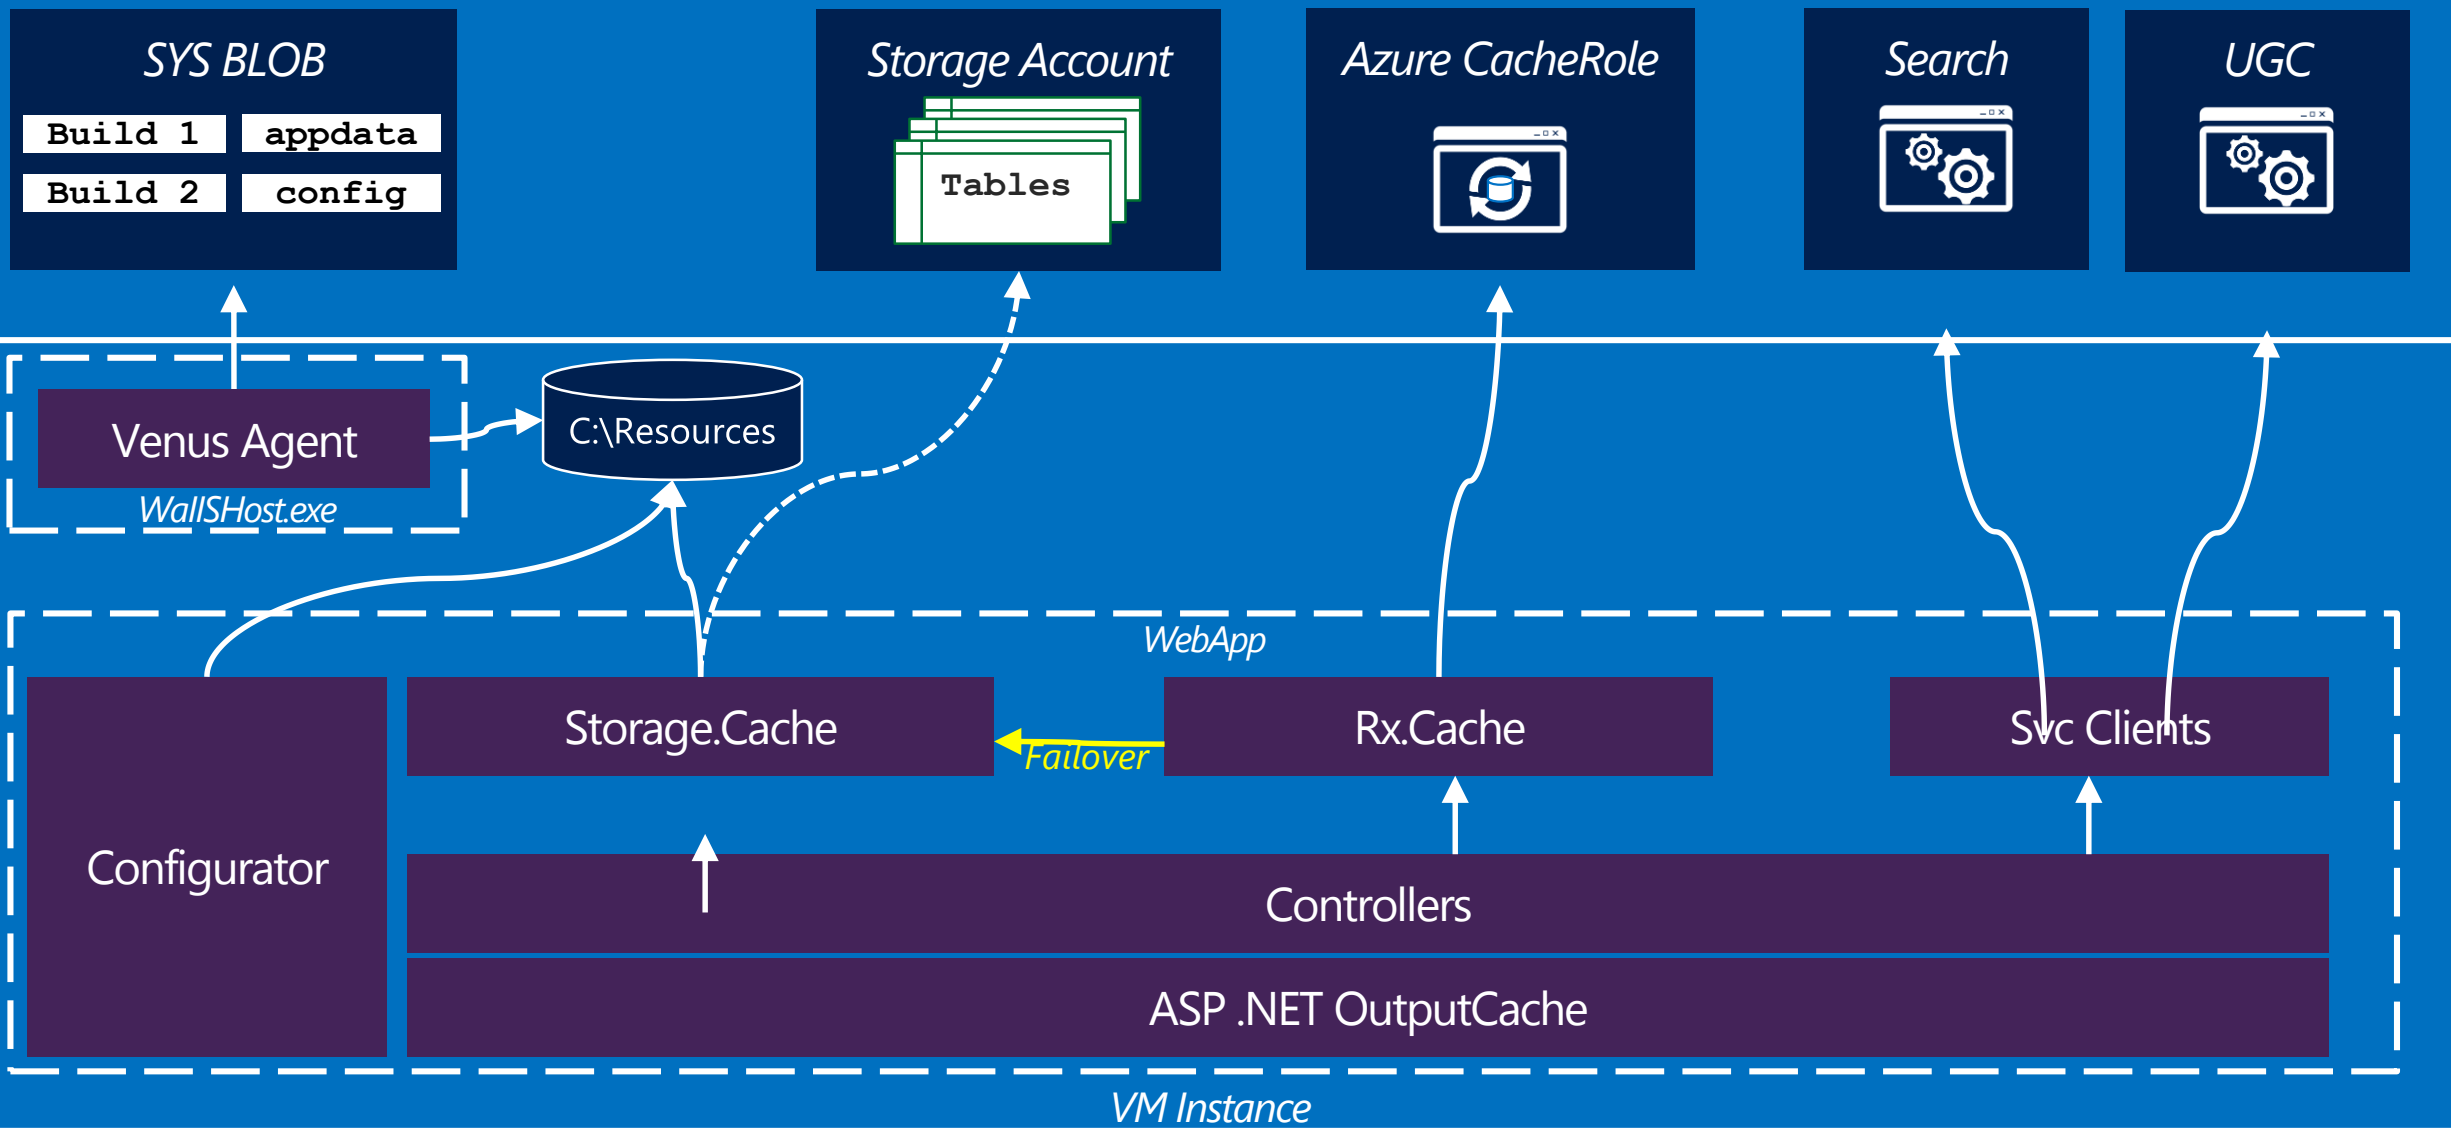 SYS BLOB
Build 1
appdata
Build 2
config
Storage Account
Tables
Azure CacheRole
Search
UGC
Venus Agent
WaIISHost.exe
C:\Resources
WebApp
Configurator
Storage.Cache
Failover
Rx.Cache
Svc Clients
Controllers
ASP .NET OutputCache
VM Instance